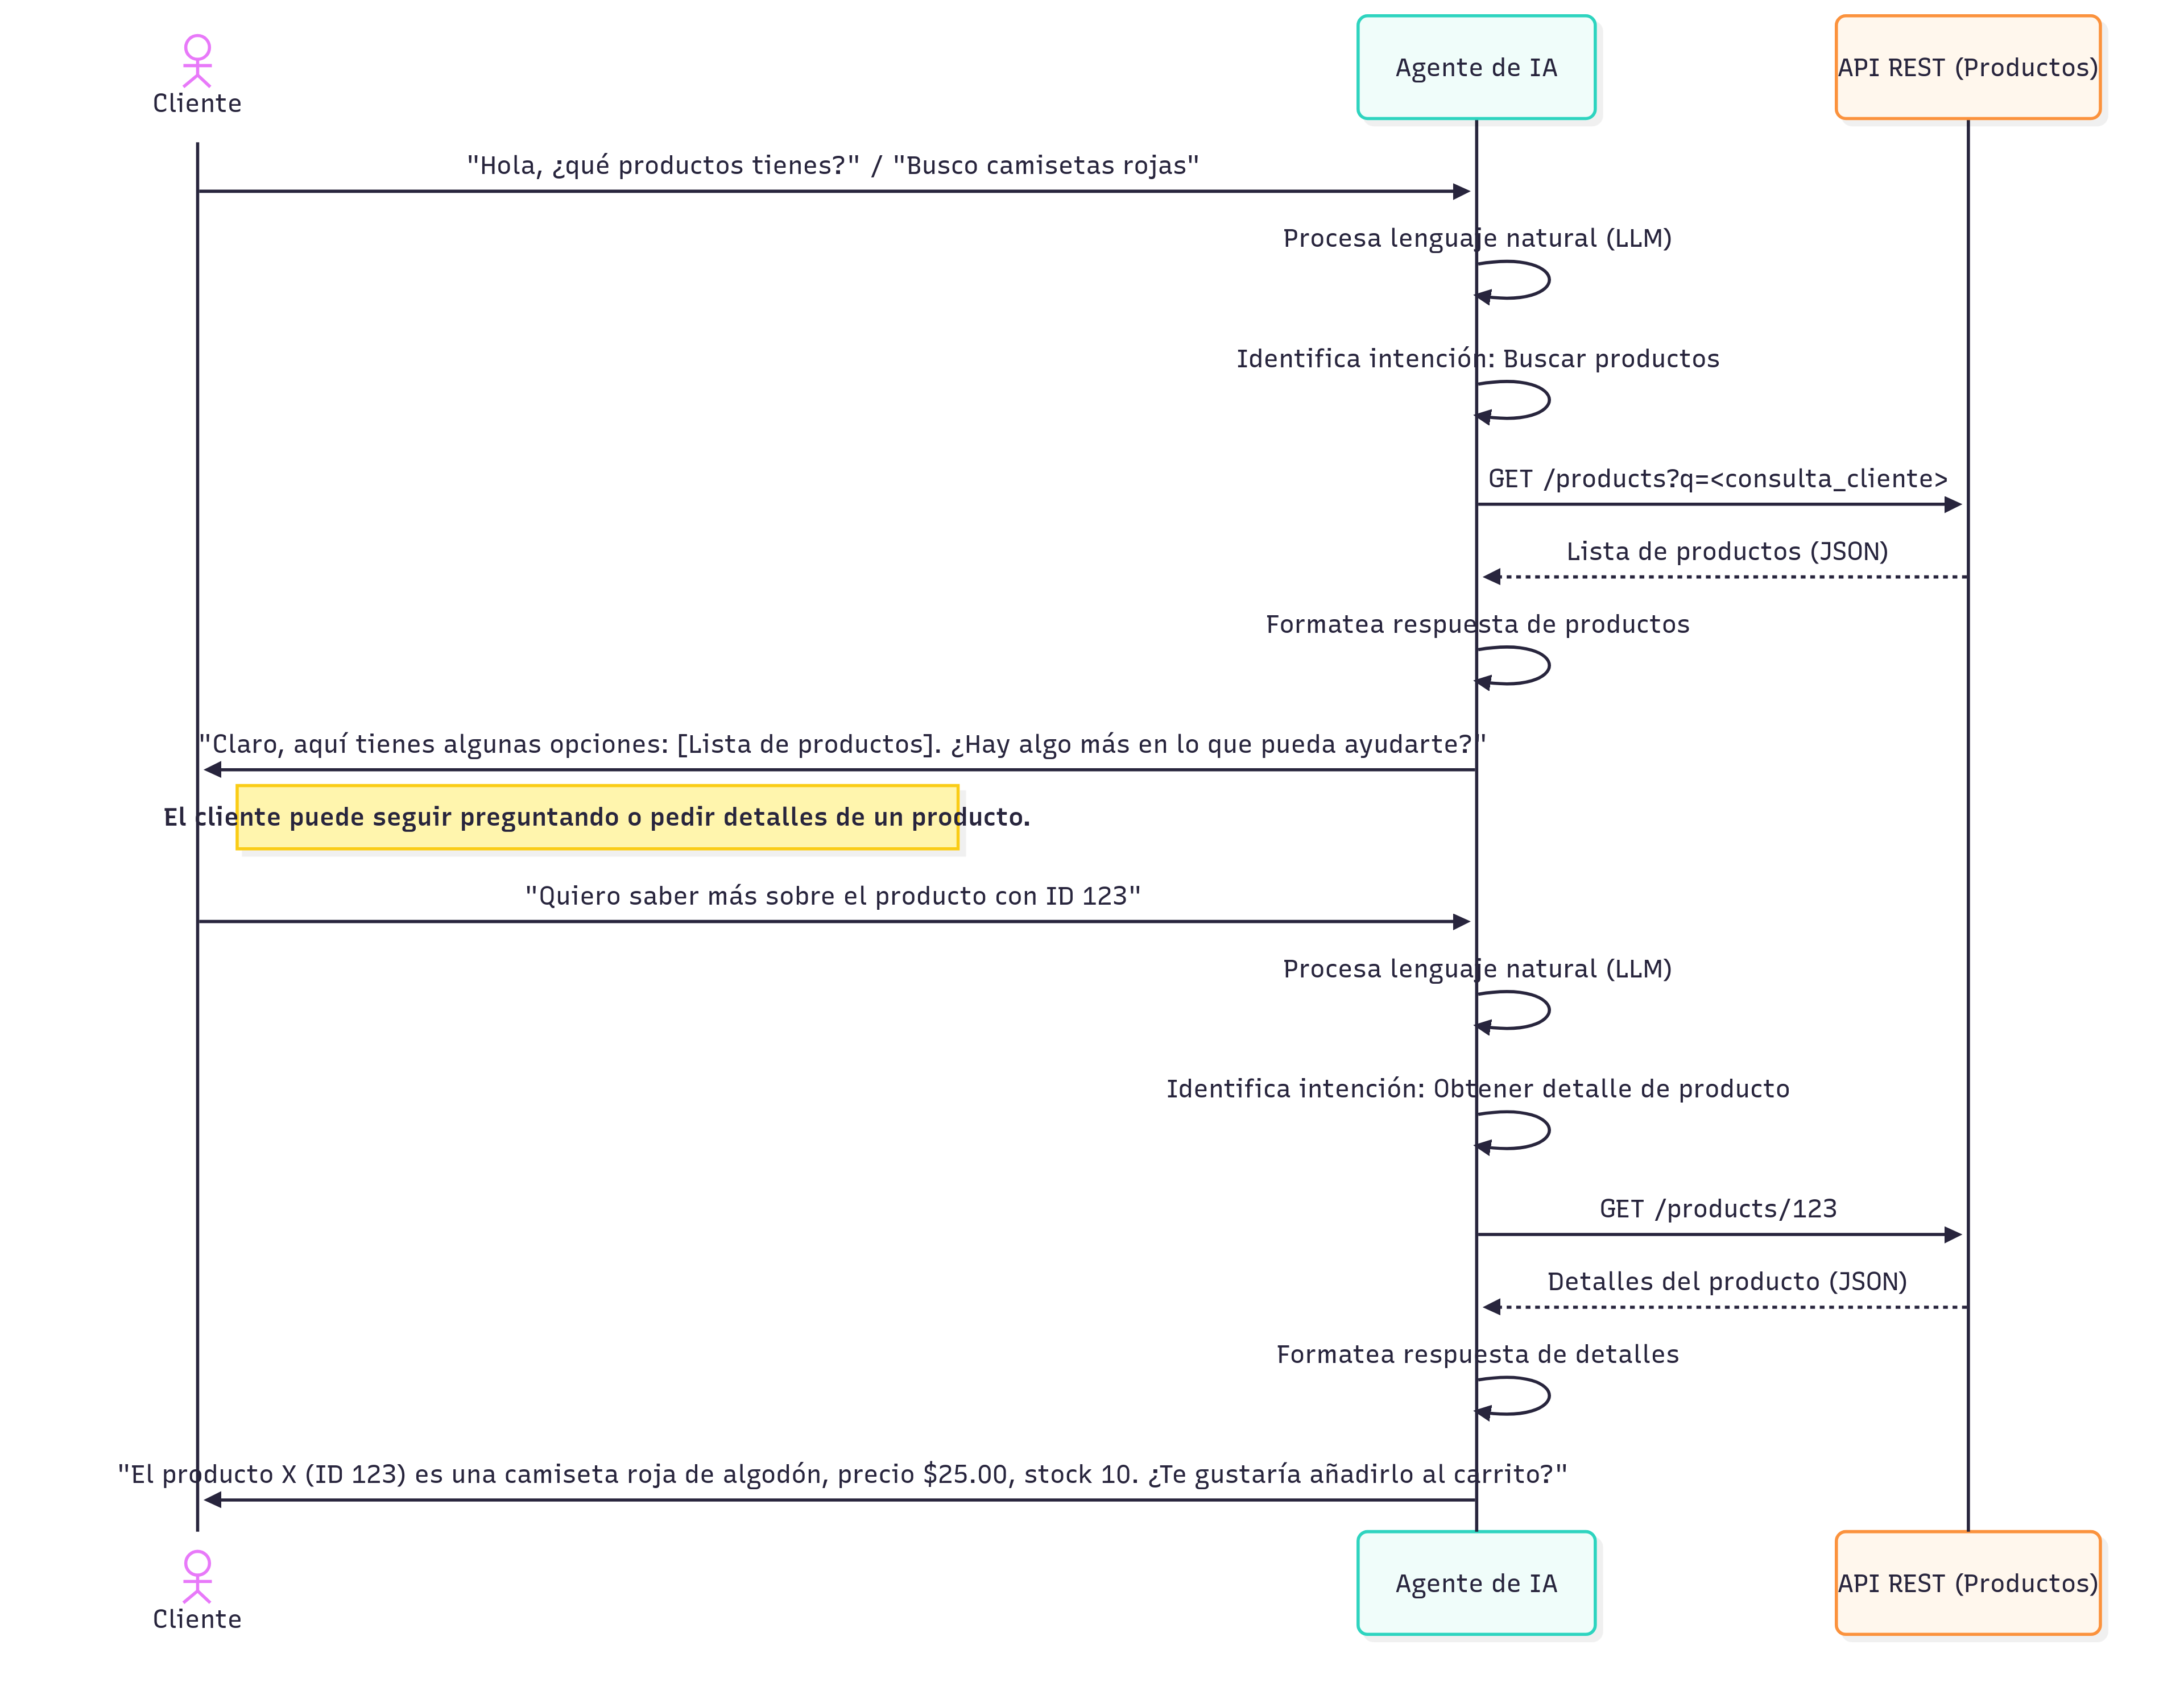 Cliente
Agente de IA
API REST (Productos)
"Hola, ¿qué productos tienes?" / "Busco camisetas rojas"
Procesa lenguaje natural (LLM)
Identifica intención: Buscar productos
GET /products?q=<consulta_cliente>
Lista de productos (JSON)
Formatea respuesta de productos
"Claro, aquí tienes algunas opciones: [Lista de productos]. ¿Hay algo más en lo que pueda ayudarte?"
El cliente puede seguir preguntando o pedir detalles de un producto.
"Quiero saber más sobre el producto con ID 123"
Procesa lenguaje natural (LLM)
Identifica intención: Obtener detalle de producto
GET /products/123
Detalles del producto (JSON)
Formatea respuesta de detalles
"El producto X (ID 123) es una camiseta roja de algodón, precio $25.00, stock 10. ¿Te gustaría añadirlo al carrito?"
Cliente
Agente de IA
API REST (Productos)